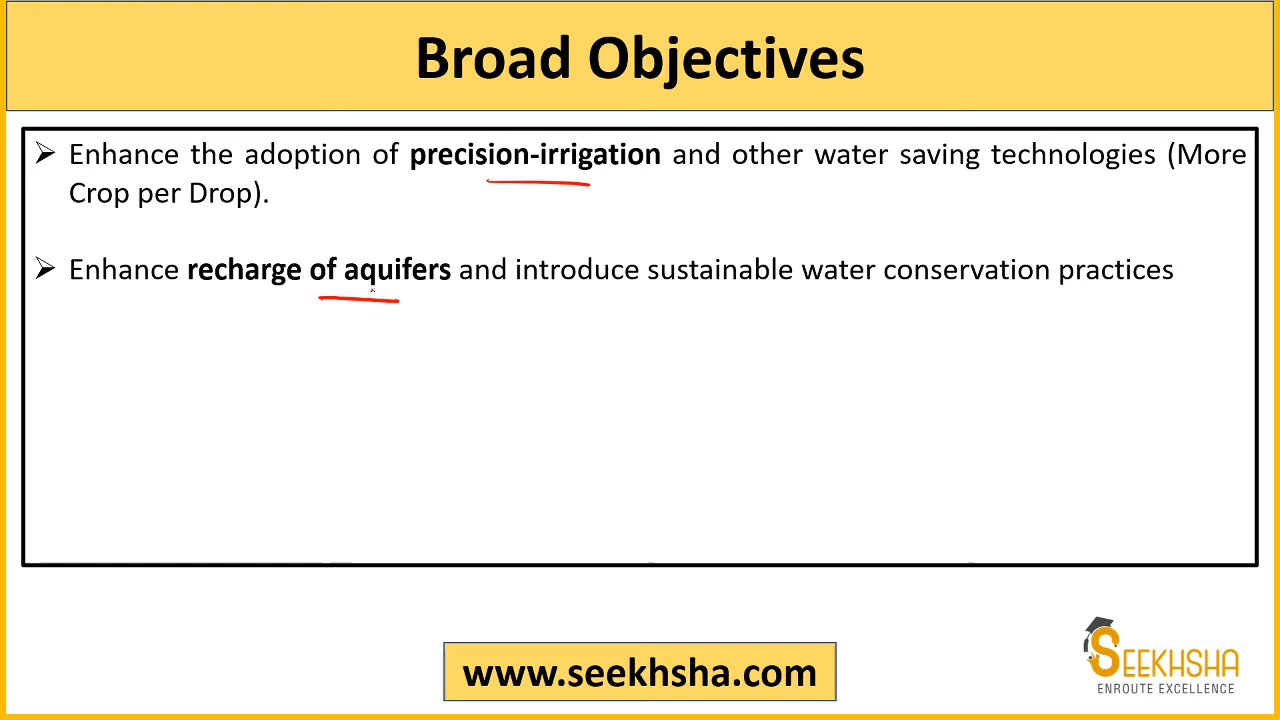 Broad Objectives
➢ Enhance the adoption of precision-irrigation and other water saving technologies (More
Crop per Drop).
➢ Enhance recharge of aquifers and introduce sustainable water conservation practices
www.seekhsha.com
SEEKHSHA
ENROUTE EXCELLENCE